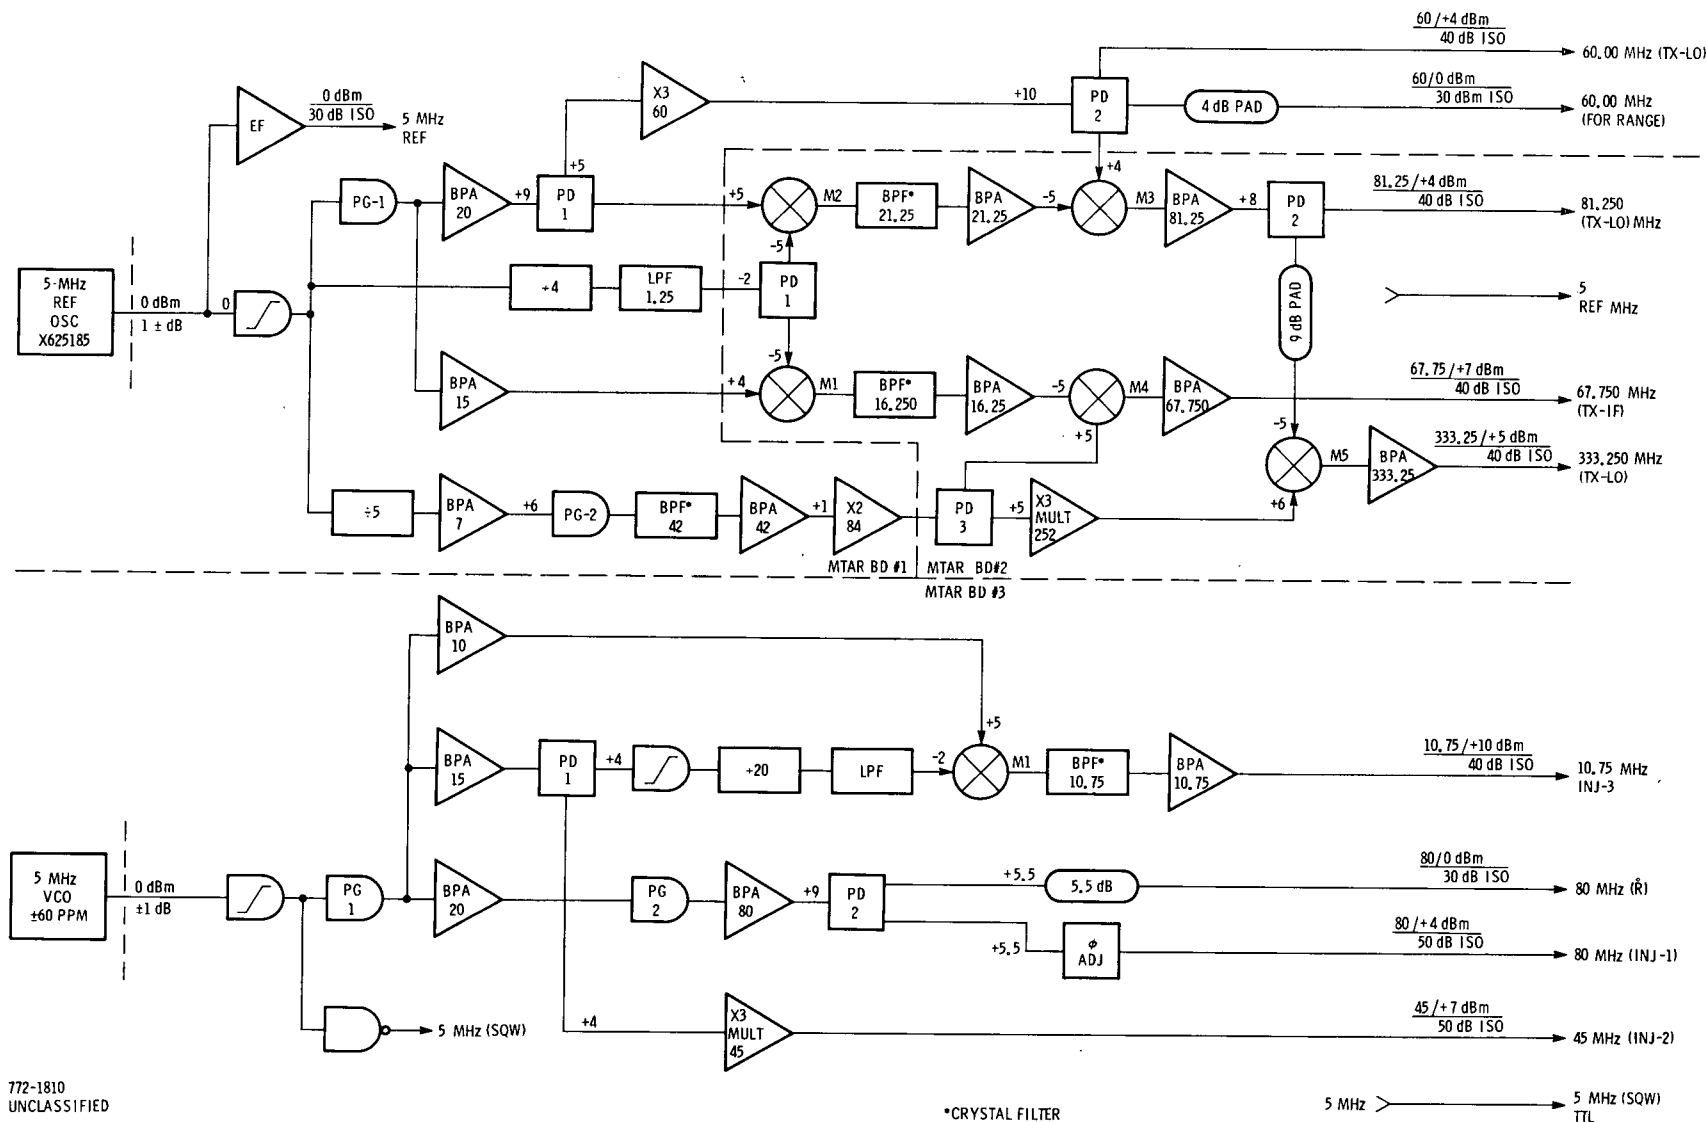 60/+4 dBm
40 dB ISO
60.00 MHz (TX-LO)
X3
60
+10
PD
2
4 dB PAD
60/0 dBm
30 dBm ISO
60.00 MHz
(FOR RANGE)
EF
0 dBm
30 dB ISO
5 MHz
REF
+5
+4
PG-1
BPA
20
+9
PD
1
+5
M2
BPF*
21.25
BPA
21.25
-5
M3
BPA
81.25
+8
PD
2
81.25/+4 dBm
40 dB ISO
81.250
(TX-LO) MHz
-5
5-MHz
REF
OSC
X625185
0 dBm
1 ± dB
0
÷4
LPF
1.25
-2
PD
1
9 dB PAD
5
REF MHz
-5
BPA
15
+4
M1
BPF*
16.250
BPA
16.25
-5
M4
BPA
67.750
67.75/+7 dBm
40 dB ISO
67.750 MHz
(TX-IF)
+5
-5
M5
BPA
333.25
333.25/+5 dBm
40 dB ISO
333.250 MHz
(TX-LO)
÷5
BPA
7
+6
PG-2
BPF*
42
BPA
42
+1
X2
84
PD
3
+5
X3
MULT
252
+6
MTAR BD #1
MTAR BD#2
MTAR BD #3
BPA
10
+5
BPA
15
PD
1
+4
÷20
LPF
-2
M1
BPF*
10.75
BPA
10.75
10.75/+10 dBm
40 dB ISO
10.75 MHz
INJ-3
5 MHz
VCO
±60 PPM
0 dBm
±1 dB
PG
1
BPA
20
PG
2
BPA
80
+9
PD
2
+5.5
5.5 dB
80/0 dBm
30 dB ISO
80 MHz (Ṙ)
+5.5
ϕ
ADJ
80/+4 dBm
50 dB ISO
80 MHz (INJ-1)
5 MHz (SQW)
+4
X3
MULT
45
45/+7 dBm
50 dB ISO
45 MHz (INJ-2)
772-1810
UNCLASSIFIED
*CRYSTAL FILTER
5 MHz
5 MHz (SQW)
TTL